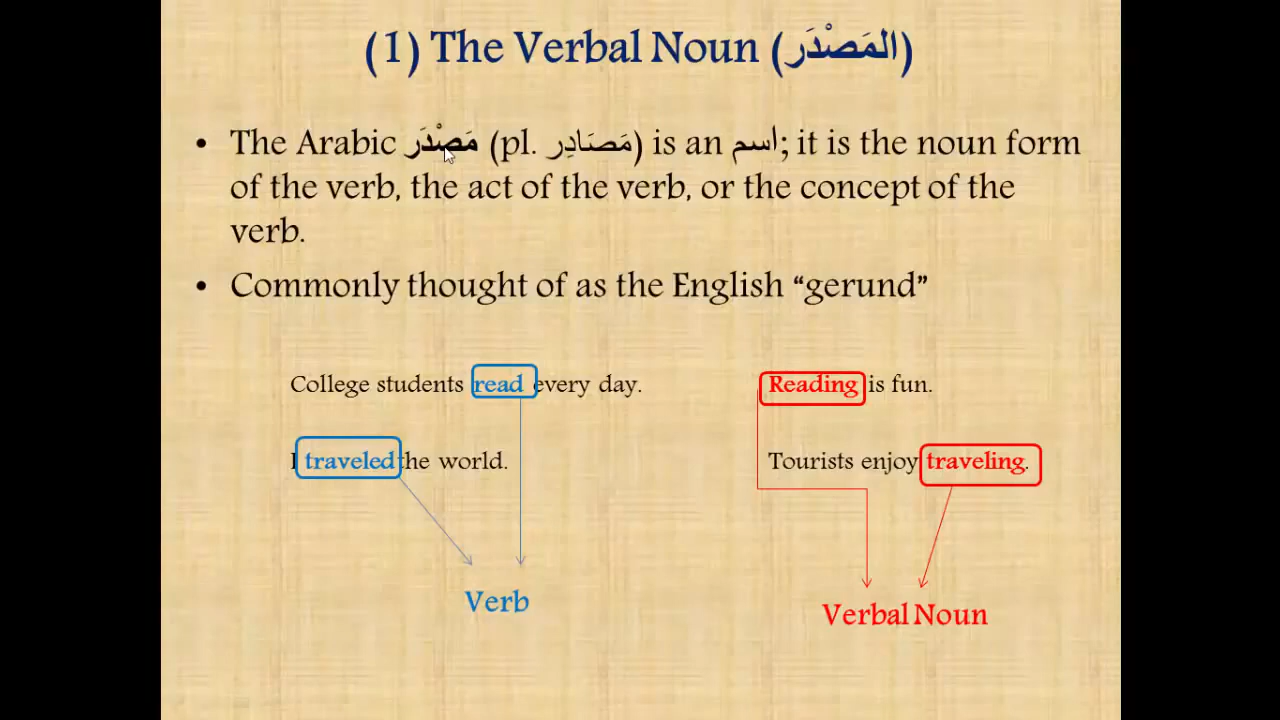 (1) The Verbal Noun (المَصْدَر)
• The Arabic مَصْدَر (pl. مَصَادِر) is an اسم; it is the noun form
of the verb, the act of the verb, or the concept of the
verb.
• Commonly thought of as the English “gerund”
College students read every day.
Reading is fun.
I traveled the world.
Tourists enjoy traveling.
Verb
Verbal Noun